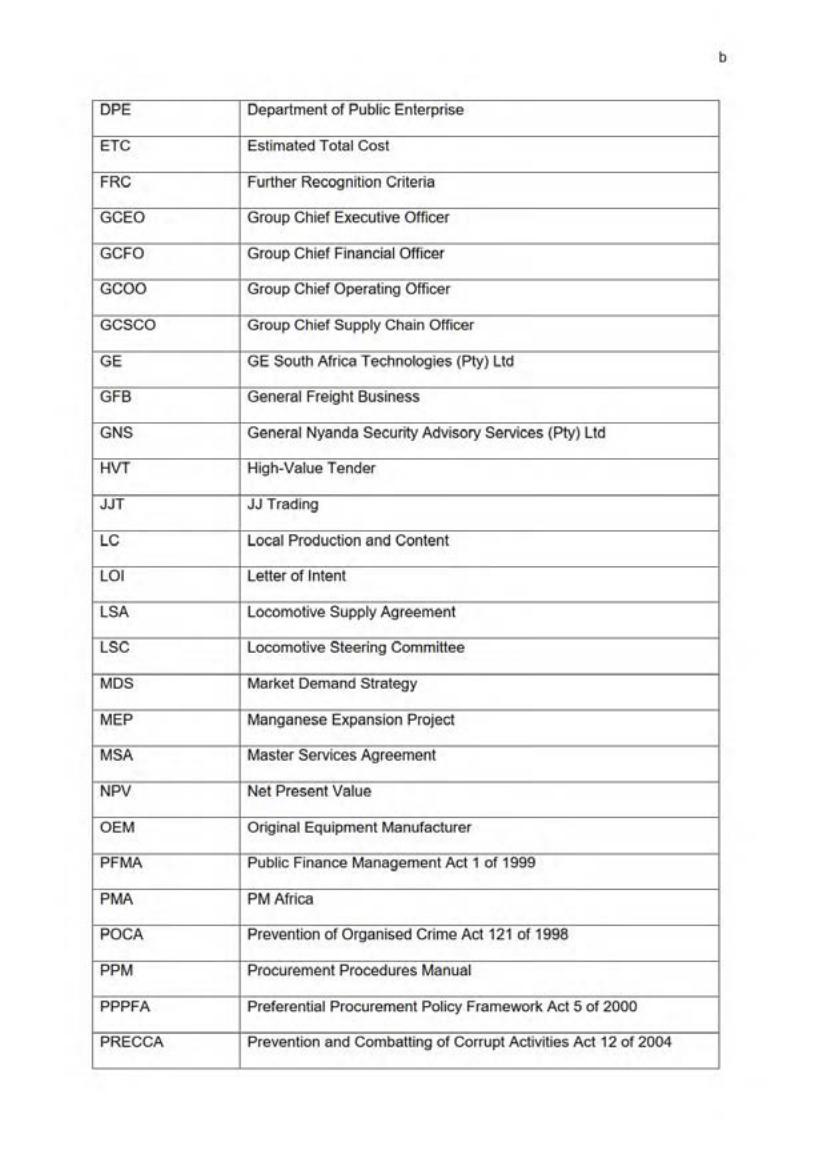 b
DPE Department of Public Enterprise
ETC Estimated Total Cost
FRC Further Recognition Criteria
GCEO Group Chief Executive Officer
GCFO Group Chief Financial Officer
GCOO Group Chief Operating Officer
GCSCO Group Chief Supply Chain Officer
GE GE South Africa Technologies (Pty) Ltd
GFB General Freight Business
GNS General Nyanda Security Advisory Services (Pty) Ltd
HVT High-Value Tender
JJT JJ Trading
LC Local Production and Content
LOI Letter of Intent
LSA Locomotive Supply Agreement
LSC Locomotive Steering Committee
MDS Market Demand Strategy
MEP Manganese Expansion Project
MSA Master Services Agreement
NPV Net Present Value
OEM Original Equipment Manufacturer
PFMA Public Finance Management Act 1 of 1999
PMA PM Africa
POCA Prevention of Organised Crime Act 121 of 1998
PPM Procurement Procedures Manual
PPPFA Preferential Procurement Policy Framework Act 5 of 2000
PRECCA Prevention and Combatting of Corrupt Activities Act 12 of 2004